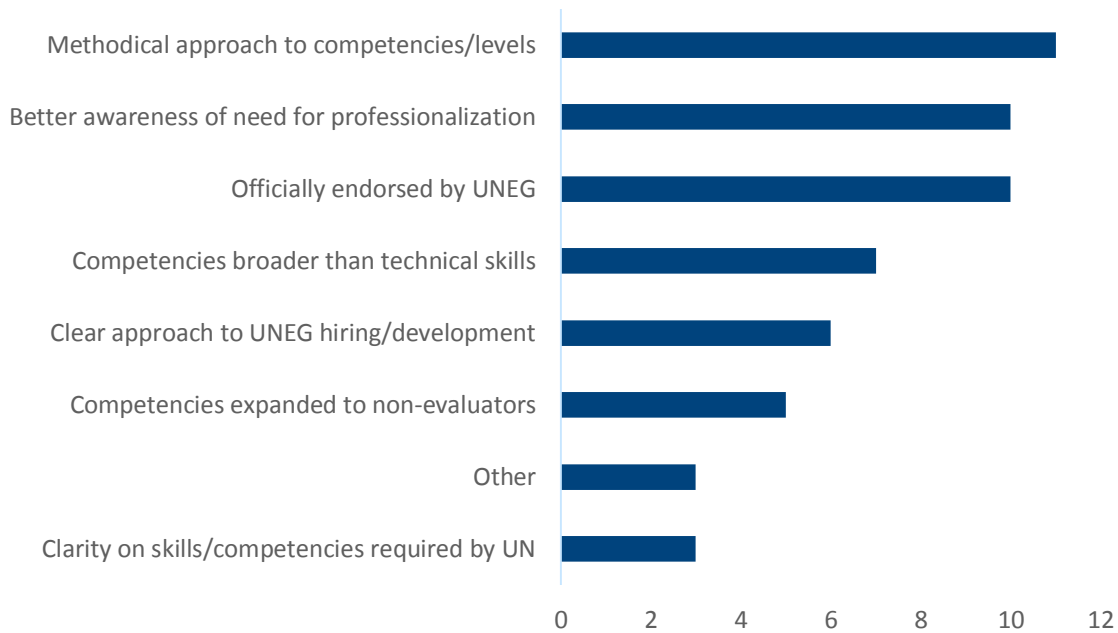 Methodical approach to competencies/levels
Better awareness of need for professionalization
Officially endorsed by UNEG
Competencies broader than technical skills
Clear approach to UNEG hiring/development
Competencies expanded to non-evaluators
Other
Clarity on skills/competencies required by UN
0 2 4 6 8 10 12